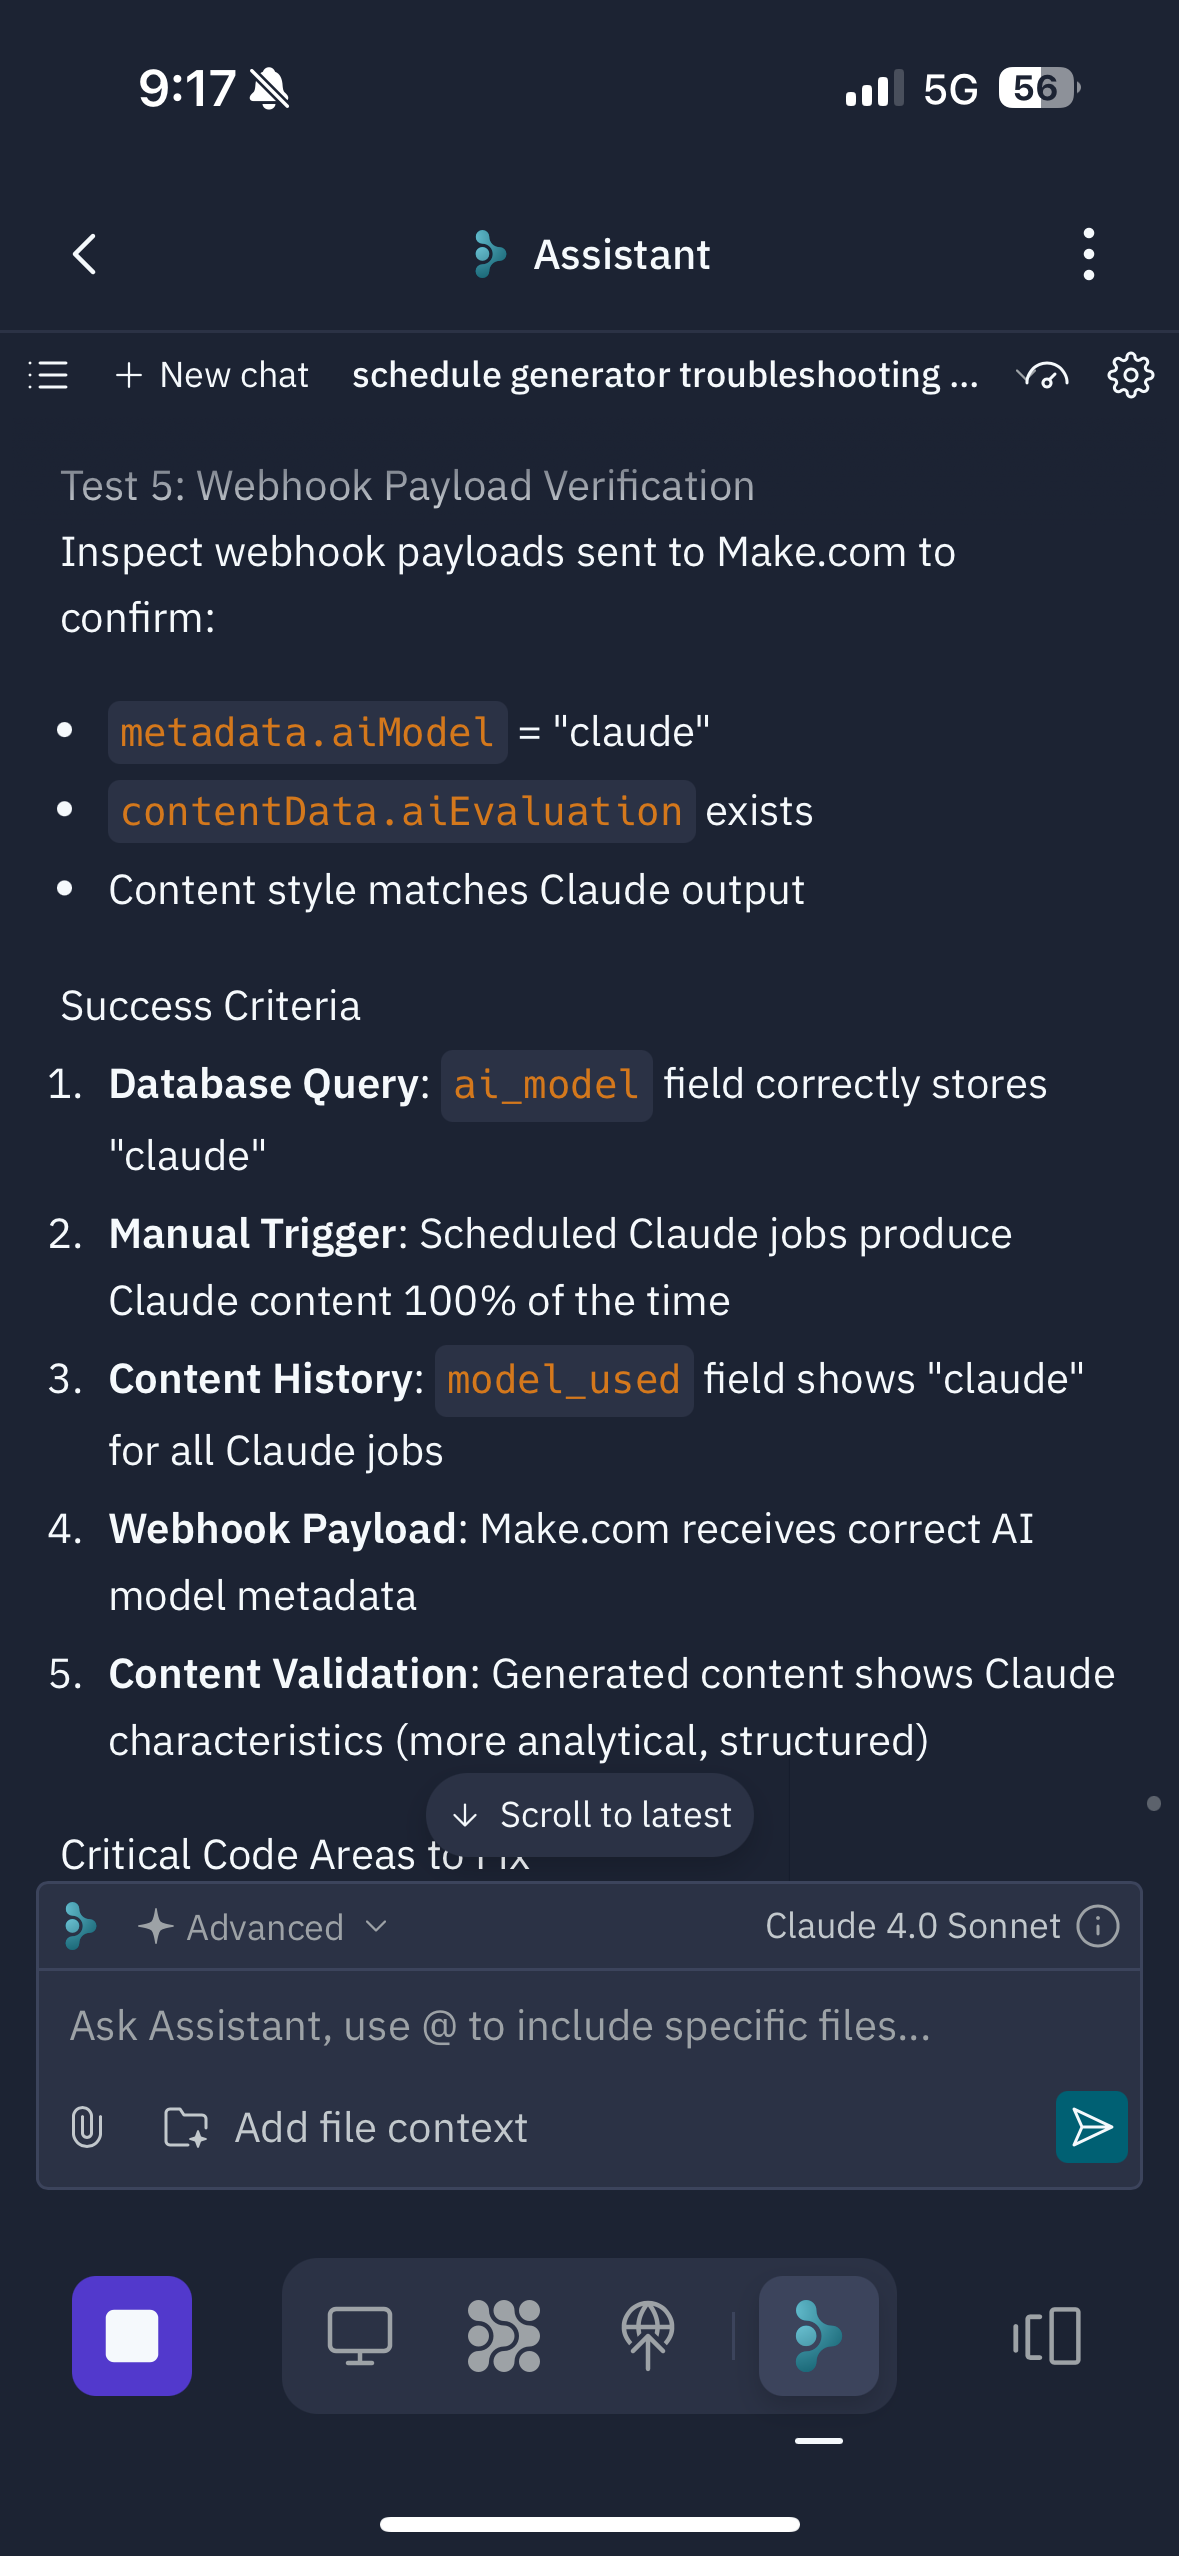 9:17
5G
56
Assistant
New chat
schedule generator troubleshooting ...
Test 5: Webhook Payload Verification
Inspect webhook payloads sent to Make.com to
confirm:
metadata.aiModel = "claude"
contentData.aiEvaluation exists
Content style matches Claude output
Success Criteria
1. Database Query: ai_model field correctly stores
"claude"
2. Manual Trigger: Scheduled Claude jobs produce
Claude content 100% of the time
3. Content History: model_used field shows "claude"
for all Claude jobs
4. Webhook Payload: Make.com receives correct AI
model metadata
5. Content Validation: Generated content shows Claude
characteristics (more analytical, structured)
Scroll to latest
Critical Code Areas to Fix
Advanced
Claude 4.0 Sonnet
Ask Assistant, use @ to include specific files...
Add file context